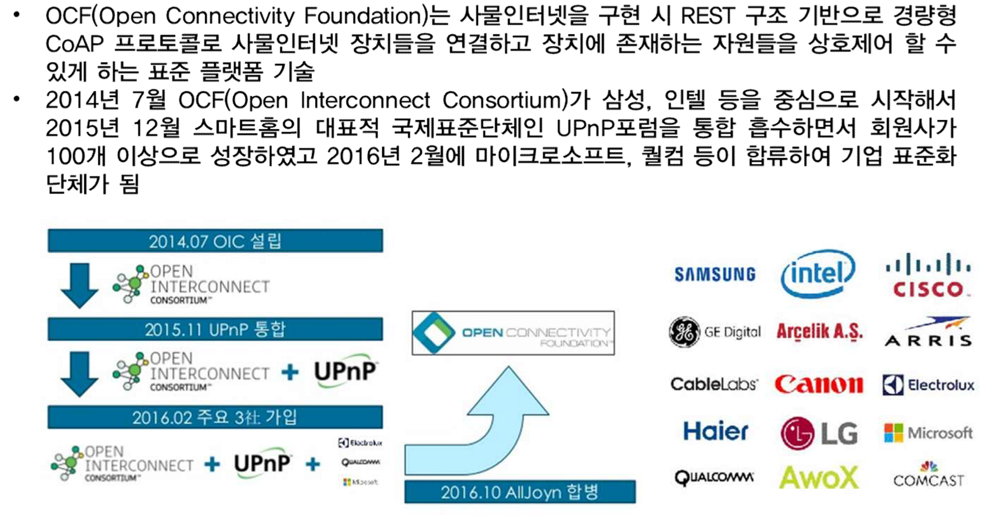 • OCF(Open Connectivity Foundation)는 사물인터넷을 구현 시 REST 구조 기반으로 경량형
CoAP 프로토콜로 사물인터넷 장치들을 연결하고 장치에 존재하는 자원들을 상호제어 할 수
있게 하는 표준 플랫폼 기술
• 2014년 7월 OCF(Open Interconnect Consortium)가 삼성, 인텔 등을 중심으로 시작해서
2015년 12월 스마트홈의 대표적 국제표준단체인 UPnP포럼을 통합 흡수하면서 회원사가
100개 이상으로 성장하였고 2016년 2월에 마이크로소프트, 퀄컴 등이 합류하여 기업 표준화
단체가 됨
2014.07 OIC 설립
OPEN
INTERCONNECT
CONSORTIUM™
2015.11 UPnP 통합
OPEN
INTERCONNECT
CONSORTIUM™
+ UPnP™
2016.02 주요 3社 가입
OPEN
INTERCONNECT
CONSORTIUM™
+ UPnP +
Electrolux
QUALCOMM
Microsoft
OPEN CONNECTIVITY
FOUNDATION™
2016.10 AllJoyn 합병
SAMSUNG intel CISCO
GE GE Digital Arçelik A.Ş. ARRIS
CableLabs Canon Electrolux
Haier LG Microsoft
QUALCOMM AwoX COMCAST